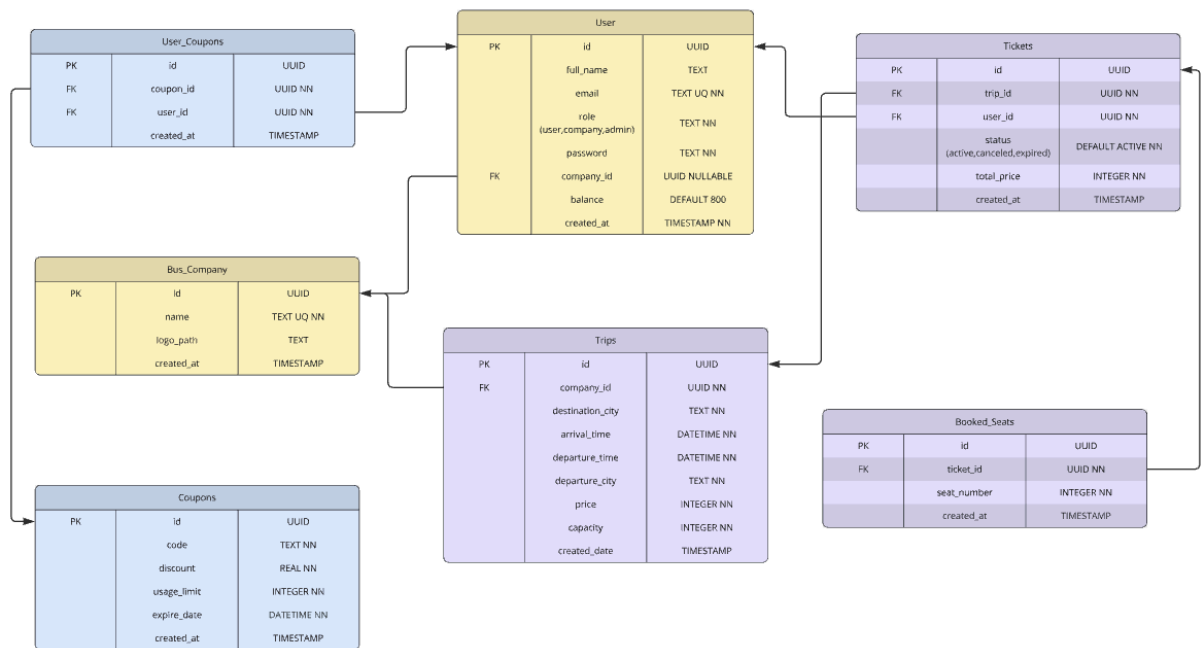 User_Coupons
PK id UUID
FK coupon_id UUID NN
FK user_id UUID NN
created_at TIMESTAMP
User
PK id UUID
full_name TEXT
email TEXT UQ NN
role
(user,company,admin) TEXT NN
password TEXT NN
FK company_id UUID NULLABLE
balance DEFAULT 800
created_at TIMESTAMP NN
Tickets
PK id UUID
FK trip_id UUID NN
FK user_id UUID NN
status
(active,canceled,expired) DEFAULT ACTIVE NN
total_price INTEGER NN
created_at TIMESTAMP
Bus_Company
PK id UUID
name TEXT UQ NN
logo_path TEXT
created_at TIMESTAMP
Trips
PK id UUID
FK company_id UUID NN
destination_city TEXT NN
arrival_time DATETIME NN
departure_time DATETIME NN
departure_city TEXT NN
price INTEGER NN
capacity INTEGER NN
created_date TIMESTAMP
Booked_Seats
PK id UUID
FK ticket_id UUID NN
seat_number INTEGER NN
created_at TIMESTAMP
Coupons
PK id UUID
code TEXT NN
discount REAL NN
usage_limit INTEGER NN
expire_date DATETIME NN
created_at TIMESTAMP